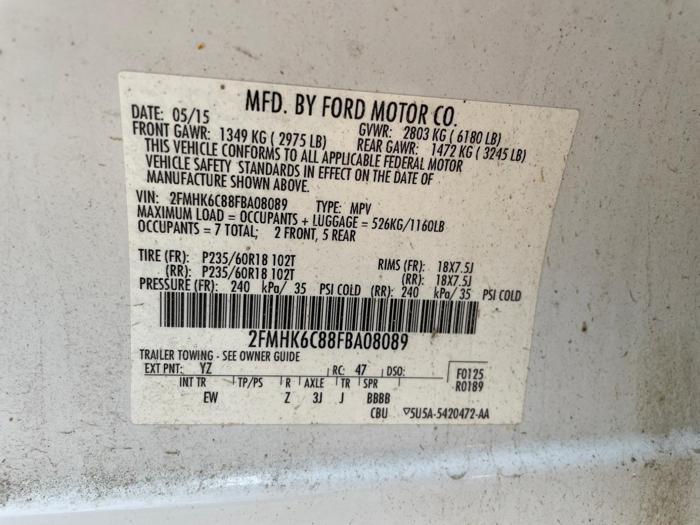 MFD. BY FORD MOTOR CO.
DATE: 05/15 GVWR: 2803 KG ( 6180 LB)
FRONT GAWR: 1349 KG ( 2975 LB) REAR GAWR: 1472 KG ( 3245 LB)
THIS VEHICLE CONFORMS TO ALL APPLICABLE FEDERAL MOTOR
VEHICLE SAFETY STANDARDS IN EFFECT ON THE DATE OF
MANUFACTURE SHOWN ABOVE.
VIN: 2FMHK6C88FBA08089 TYPE: MPV
MAXIMUM LOAD = OCCUPANTS + LUGGAGE = 526KG/1160LB
OCCUPANTS = 7 TOTAL; 2 FRONT, 5 REAR
TIRE (FR): P235/60R18 102T RIMS (FR): 18X7.5J
(RR): P235/60R18 102T (RR): 18X7.5J
PRESSURE (FR): 240 kPa/ 35 PSI COLD (RR): 240 kPa/ 35 PSI COLD
2FMHK6C88FBA08089
TRAILER TOWING - SEE OWNER GUIDE
EXT PNT: YZ RC: 47 DSO: F0125
INT TR TP/PS R AXLE TR SPR R0189
EW Z 3J J BBBB
CBU ▽5U5A-5420472-AA